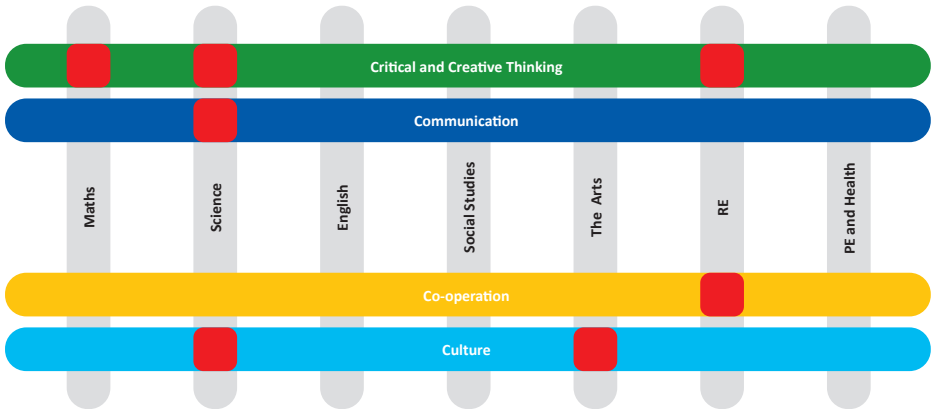 Critical and Creative Thinking
Communication
Maths
Science
English
Social Studies
The Arts
RE
PE and Health
Co-operation
Culture